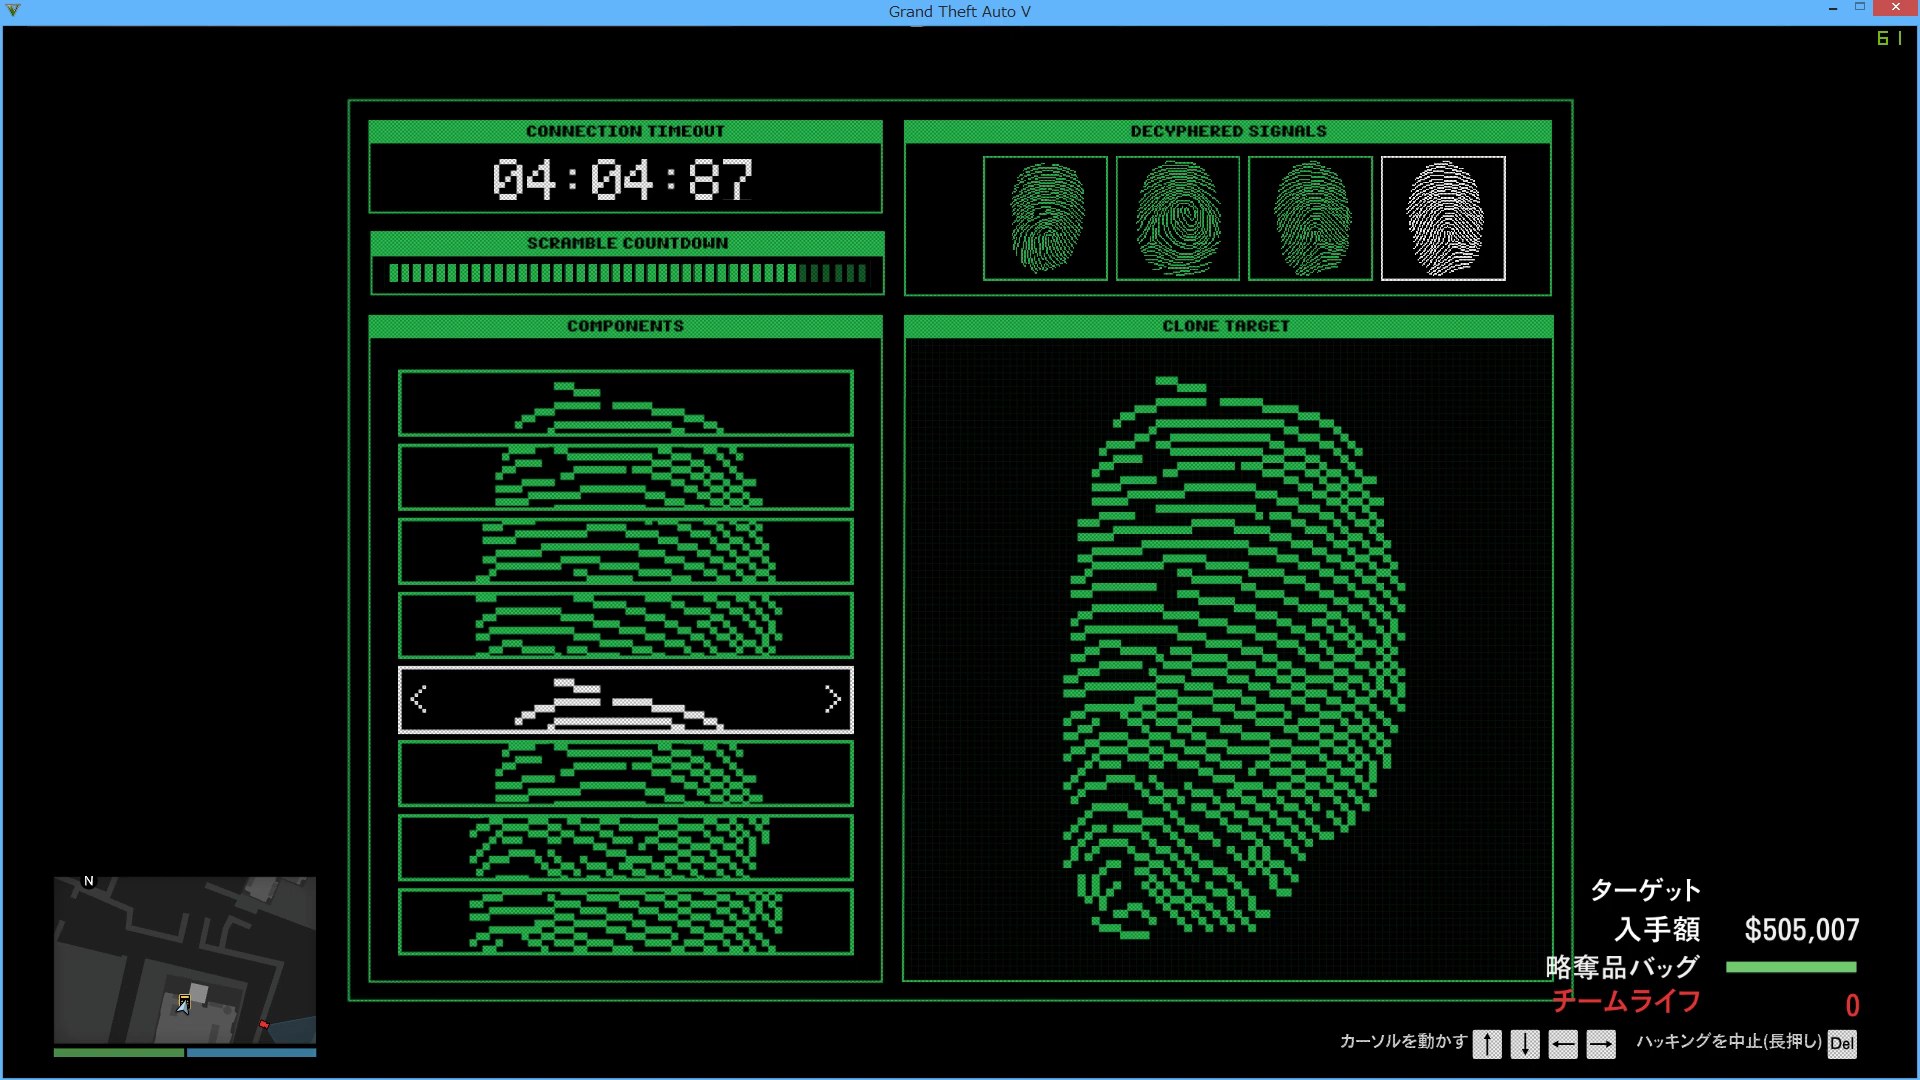 Grand Theft Auto V
61
CONNECTION TIMEOUT
04:04:87
DECYPHERED SIGNALS
SCRAMBLE COUNTDOWN
COMPONENTS
CLONE TARGET
N
ターゲット
入手額 $505,007
略奪品バッグ
チームライフ 0
カーソルを動かす ↑ ↓ ← → ハッキングを中止(長押し) Del